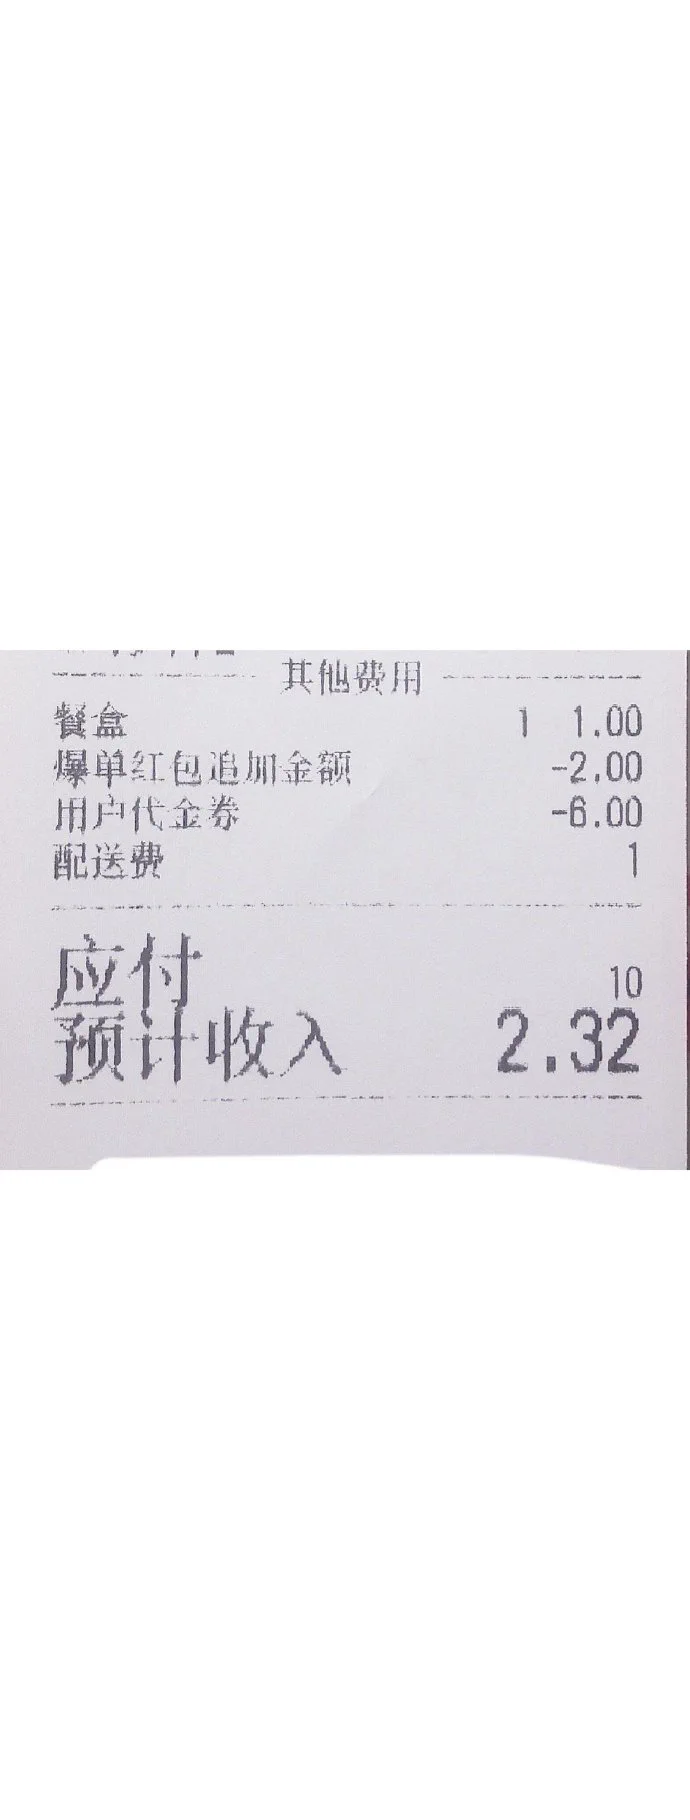 其他费用
餐盒 1 1.00
爆单红包追加金额 -2.00
用户代金券 -6.00
配送费 1
应付 10
预计收入 2.32